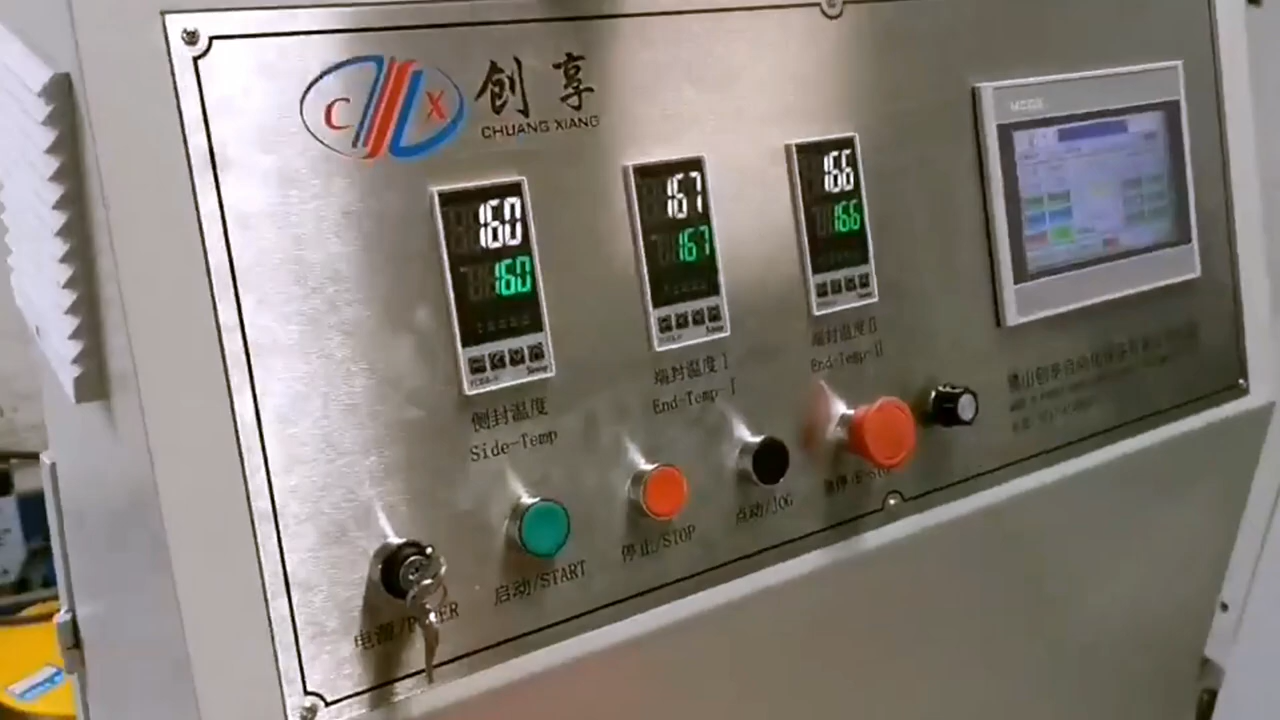 C X
创享
CHUANG XIANG
160
160
167
167
166
166
侧封温度
Side-Temp
端封温度 I
End-Temp-I
端封温度 II
End-Temp-II
电源/POWER
启动/START
停止/STOP
点动/JOG
急停/E-STOP